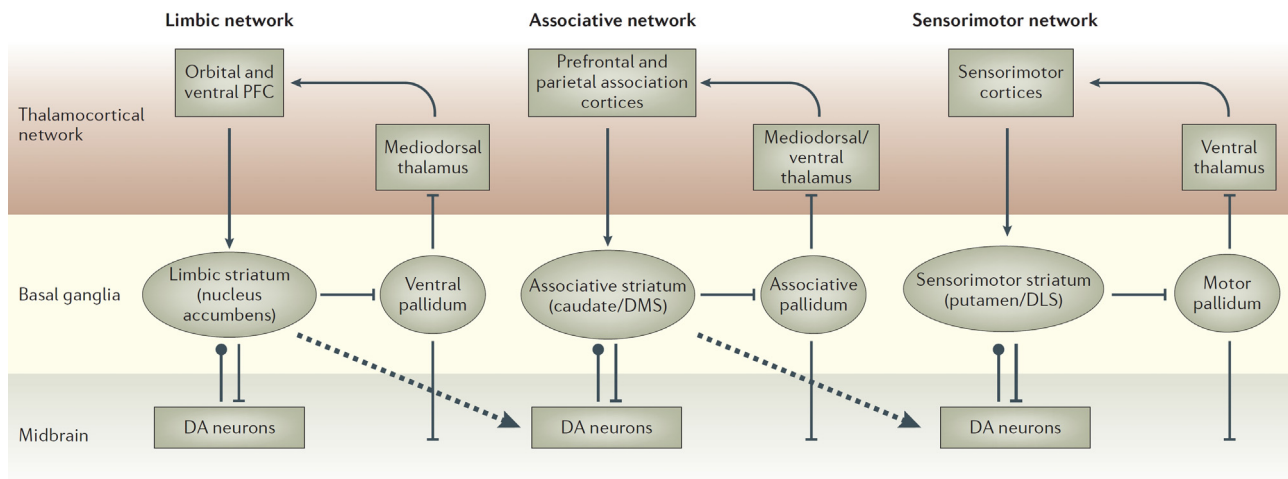 Limbic network
Associative network
Sensorimotor network
Thalamocortical
network
Orbital and
ventral PFC
Mediodorsal
thalamus
Prefrontal and
parietal association
cortices
Mediodorsal/
ventral
thalamus
Sensorimotor
cortices
Ventral
thalamus
Basal ganglia
Limbic striatum
(nucleus
accumbens)
Ventral
pallidum
Associative striatum
(caudate/DMS)
Associative
pallidum
Sensorimotor striatum
(putamen/DLS)
Motor
pallidum
Midbrain
DA neurons
DA neurons
DA neurons